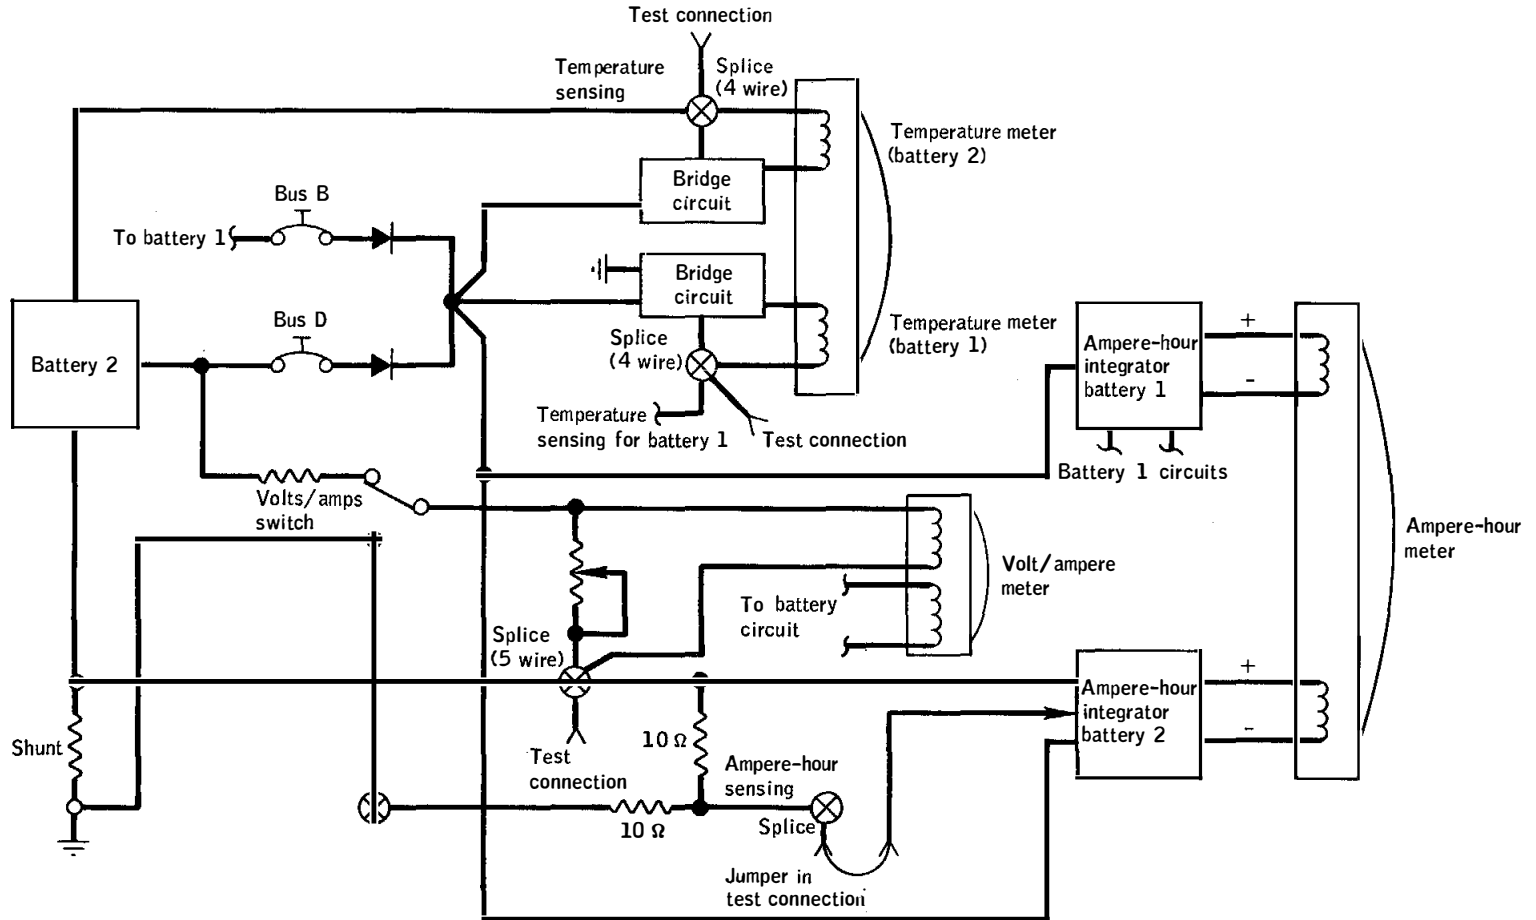 Test connection
Temperature
sensing
Splice
(4 wire)
Temperature meter
(battery 2)
Bridge
circuit
Bus B
To battery 1
Bridge
circuit
Bus D
Battery 2
Splice
(4 wire)
Temperature meter
(battery 1)
Temperature
sensing for battery 1
Test connection
Ampere-hour
integrator
battery 1
+
-
Battery 1 circuits
Volts/amps
switch
Ampere-hour
meter
Volt/ampere
meter
To battery
circuit
Splice
(5 wire)
Shunt
Test
connection
10 Ω
Ampere-hour
sensing
10 Ω
Splice
Ampere-hour
integrator
battery 2
+
-
Jumper in
test connection